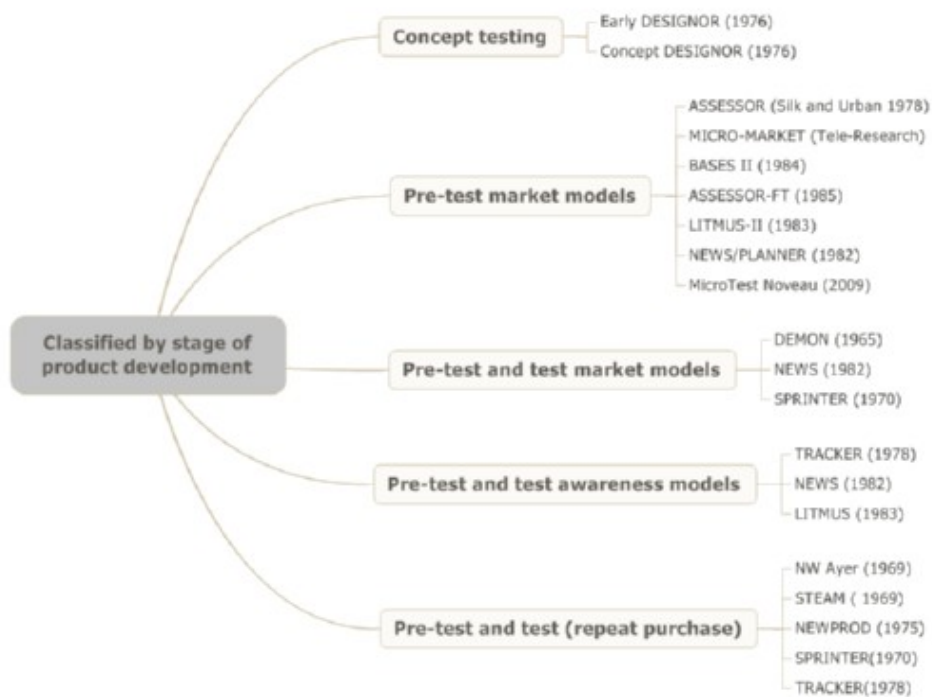 Concept testing
Early DESIGNOR (1976)
Concept DESIGNOR (1976)
Pre-test market models
ASSESSOR (Silk and Urban 1978)
MICRO-MARKET (Tele-Research)
BASES II (1984)
ASSESSOR-FT (1985)
LITMUS-II (1983)
NEWS/PLANNER (1982)
MicroTest Noveau (2009)
Classified by stage of
product development
Pre-test and test market models
DEMON (1965)
NEWS (1982)
SPRINTER (1970)
Pre-test and test awareness models
TRACKER (1978)
NEWS (1982)
LITMUS (1983)
Pre-test and test (repeat purchase)
NW Ayer (1969)
STEAM ( 1969)
NEWPROD (1975)
SPRINTER(1970)
TRACKER(1978)